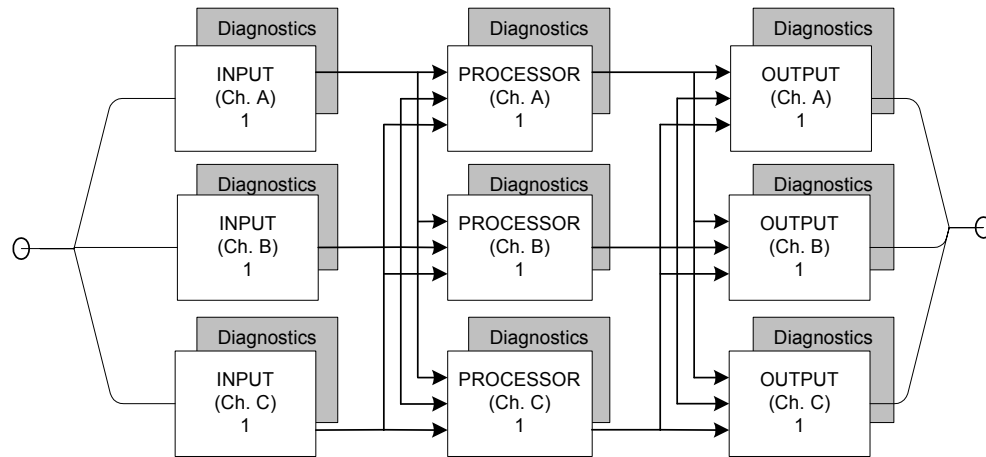 Diagnostics
INPUT
(Ch. A)
1
Diagnostics
PROCESSOR
(Ch. A)
1
Diagnostics
OUTPUT
(Ch. A)
1
Diagnostics
INPUT
(Ch. B)
1
Diagnostics
PROCESSOR
(Ch. B)
1
Diagnostics
OUTPUT
(Ch. B)
1
Diagnostics
INPUT
(Ch. C)
1
Diagnostics
PROCESSOR
(Ch. C)
1
Diagnostics
OUTPUT
(Ch. C)
1